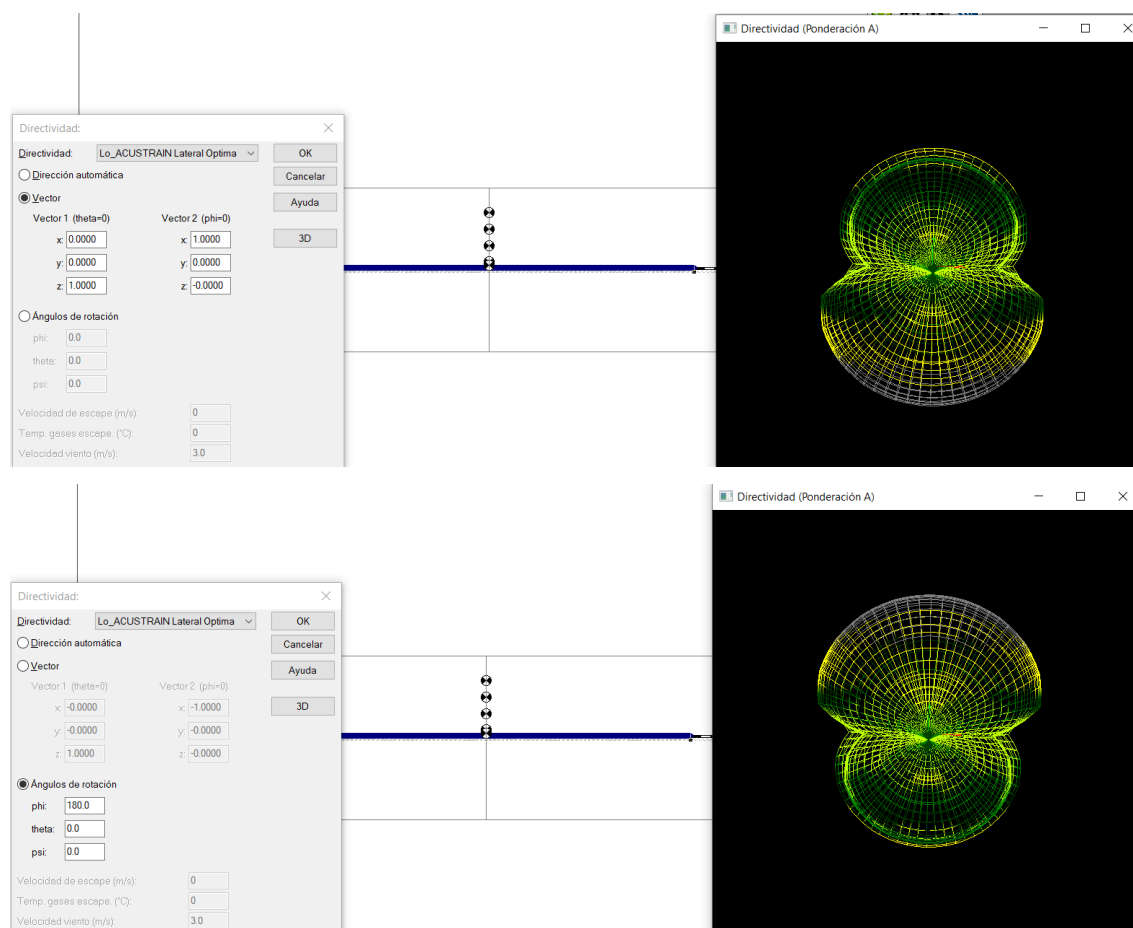 Directividad (Ponderación A)
Directividad:
Directividad: Lo_ACUSTRAIN Lateral Optima OK
Dirección automática Cancelar
Vector Ayuda
Vector 1 (theta=0) Vector 2 (phi=0)
x: 0.0000 x: 1.0000 3D
y: 0.0000 y: 0.0000
z: 1.0000 z: -0.0000
Ángulos de rotación
phi: 0.0
theta: 0.0
psi: 0.0
Velocidad de escape (m/s): 0
Temp. gases escape. (°C): 0
Velocidad viento (m/s): 3.0
Directividad (Ponderación A)
Directividad:
Directividad: Lo_ACUSTRAIN Lateral Optima OK
Dirección automática Cancelar
Vector Ayuda
Vector 1 (theta=0) Vector 2 (phi=0)
x: -0.0000 x: -1.0000 3D
y: -0.0000 y: -0.0000
z: 1.0000 z: -0.0000
Ángulos de rotación
phi: 180.0
theta: 0.0
psi: 0.0
Velocidad de escape (m/s): 0
Temp. gases escape. (°C): 0
Velocidad viento (m/s): 3.0